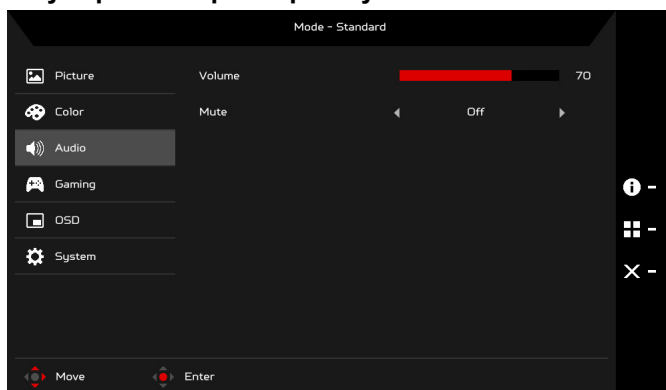 Mode - Standard
Picture
Volume 70
Color
Mute Off
Audio
Gaming
OSD
System
Move Enter